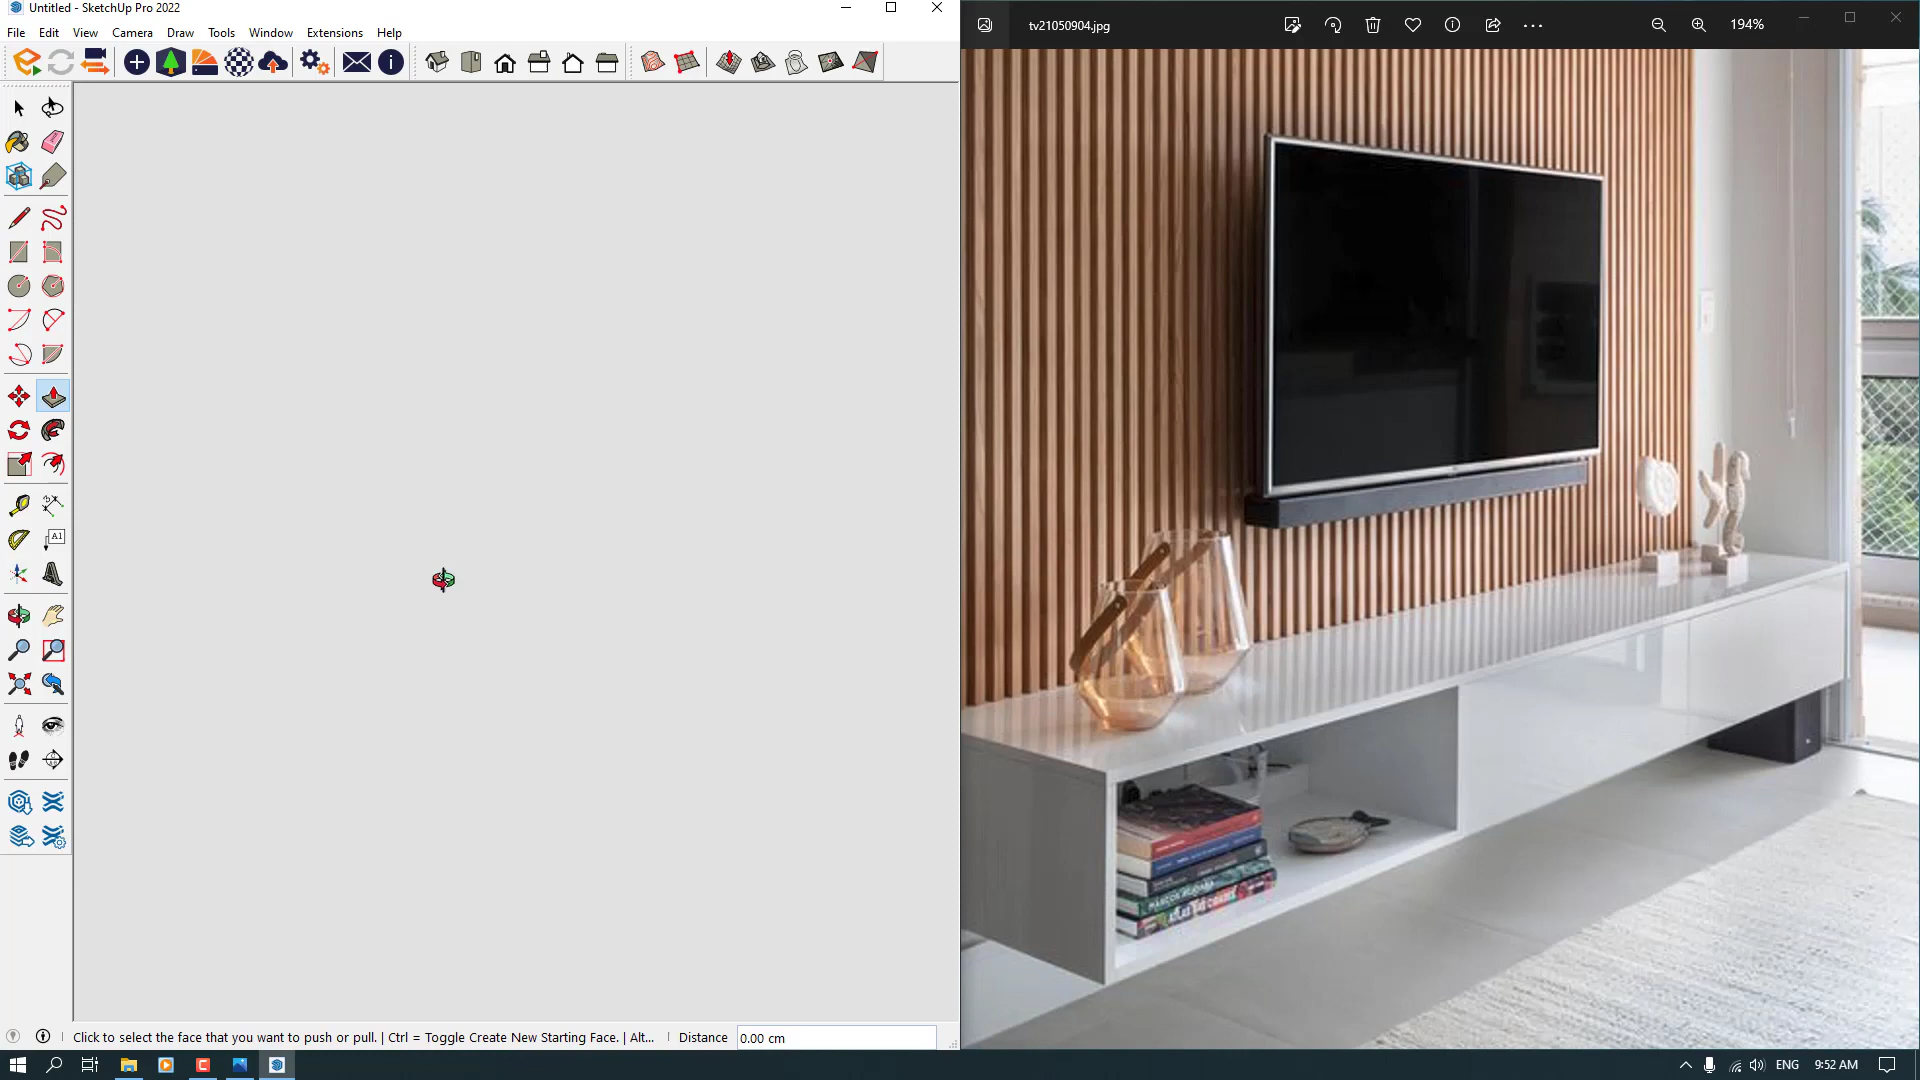 Untitled - SketchUp Pro 2022
File Edit View Camera Draw Tools Window Extensions Help
A1
Click to select the face that you want to push or pull. | Ctrl = Toggle Create New Starting Face. | Alt...
Distance
0.00 cm
tv21050904.jpg
194%
ENG
9:52 AM